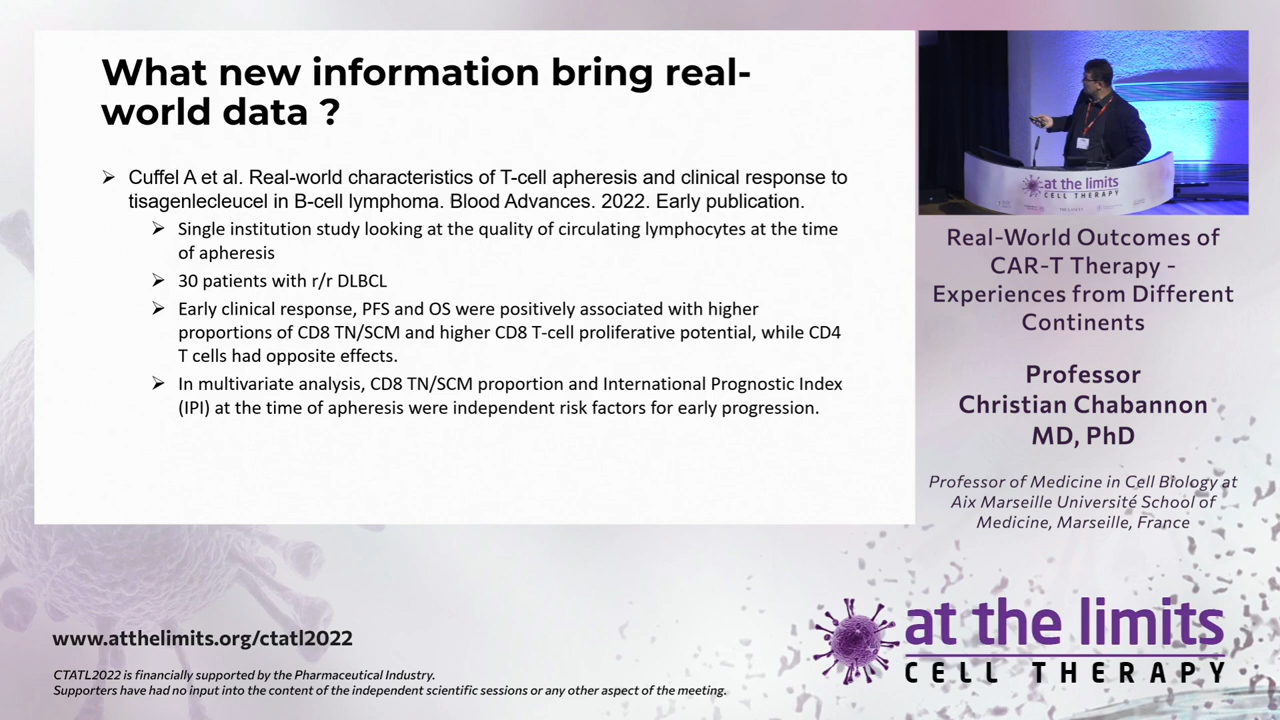 What new information bring real-
world data ?
➢ Cuffel A et al. Real-world characteristics of T-cell apheresis and clinical response to
tisagenlecleucel in B-cell lymphoma. Blood Advances. 2022. Early publication.
➢ Single institution study looking at the quality of circulating lymphocytes at the time
of apheresis
➢ 30 patients with r/r DLBCL
➢ Early clinical response, PFS and OS were positively associated with higher
proportions of CD8 TN/SCM and higher CD8 T-cell proliferative potential, while CD4
T cells had opposite effects.
➢ In multivariate analysis, CD8 TN/SCM proportion and International Prognostic Index
(IPI) at the time of apheresis were independent risk factors for early progression.
at the limits
CELL THERAPY
Real-World Outcomes of
CAR-T Therapy -
Experiences from Different
Continents
Professor
Christian Chabannon
MD, PhD
Professor of Medicine in Cell Biology at
Aix Marseille Université School of
Medicine, Marseille, France
www.atthelimits.org/ctatl2022
CTATL2022 is financially supported by the Pharmaceutical Industry.
Supporters have had no input into the content of the independent scientific sessions or any other aspect of the meeting.
at the limits
CELL THERAPY